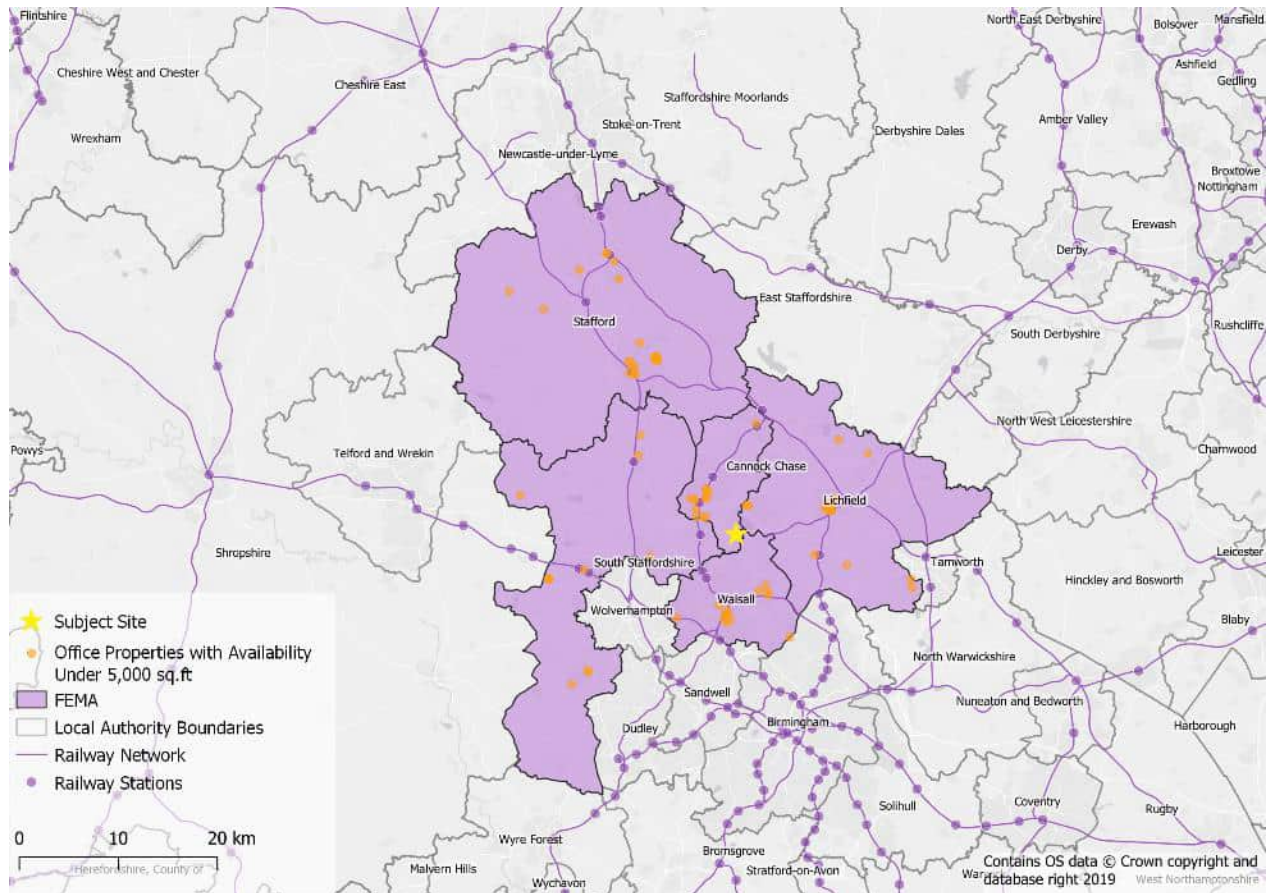 Flintshire
North East Derbyshire
Bolsover
Mansfield
Ashfield
Cheshire West and Chester
Cheshire East
Gedling
Staffordshire Moorlands
Stoke-on-Trent
Amber Valley
Wrexham
Derbyshire Dales
Newcastle-under-Lyme
Broxtowe
Nottingham
Erewash
Derby
East Staffordshire
Stafford
South Derbyshire
Rushcliffe
North West Leicestershire
Powys
Telford and Wrekin
Charnwood
Cannock Chase
Lichfield
Shropshire
South Staffordshire
Tamworth
Leicester
Hinckley and Bosworth
Walsall
Wolverhampton
Blaby
North Warwickshire
Sandwell
Nuneaton and Bedworth
Dudley
Birmingham
Harborough
Solihull
Coventry
Rugby
Wyre Forest
Bromsgrove
Malvern Hills
Stratford-on-Avon
Wychavon
West Northamptonshire
Herefordshire, County of
Subject Site
Office Properties with Availability
Under 5,000 sq.ft
FEMA
Local Authority Boundaries
Railway Network
Railway Stations
0 10 20 km
Contains OS data © Crown copyright and
database right 2019